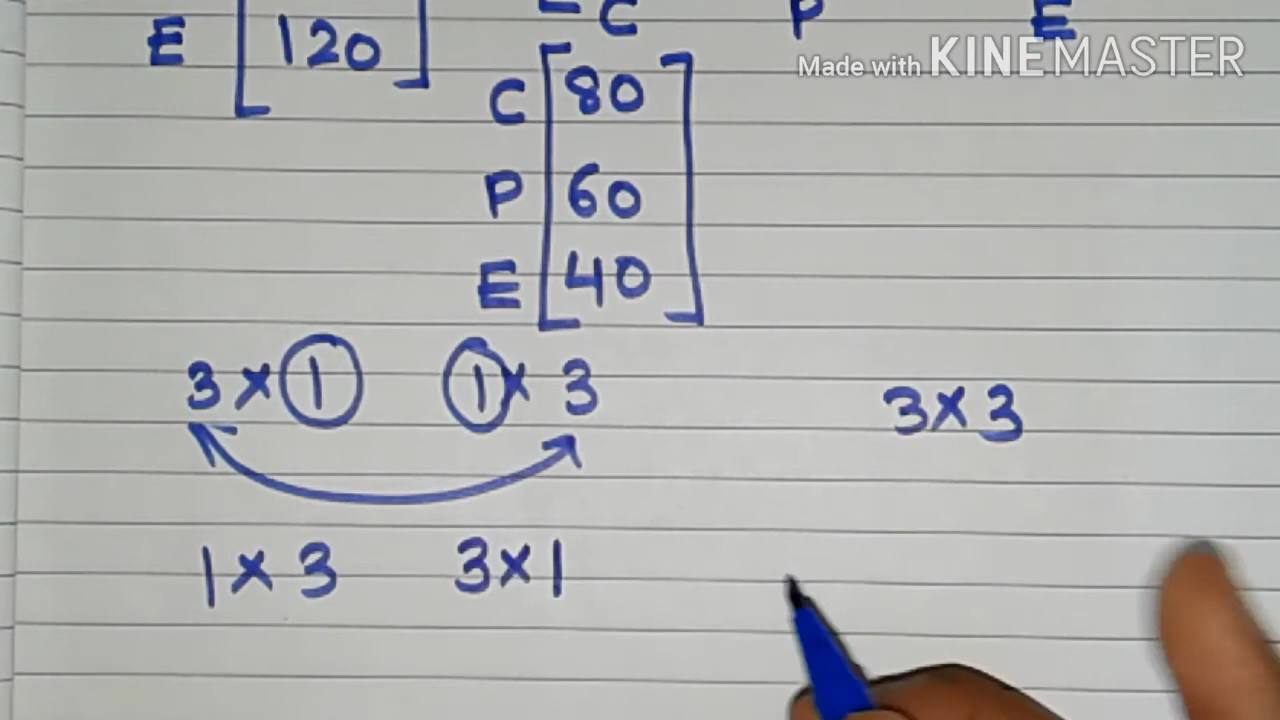 C P E
E [ 120 ]
Made with KINEMASTER
C [ 80 ]
P [ 60 ]
E [ 40 ]
3 × 1 1 × 3 3 × 3
1 × 3 3 × 1